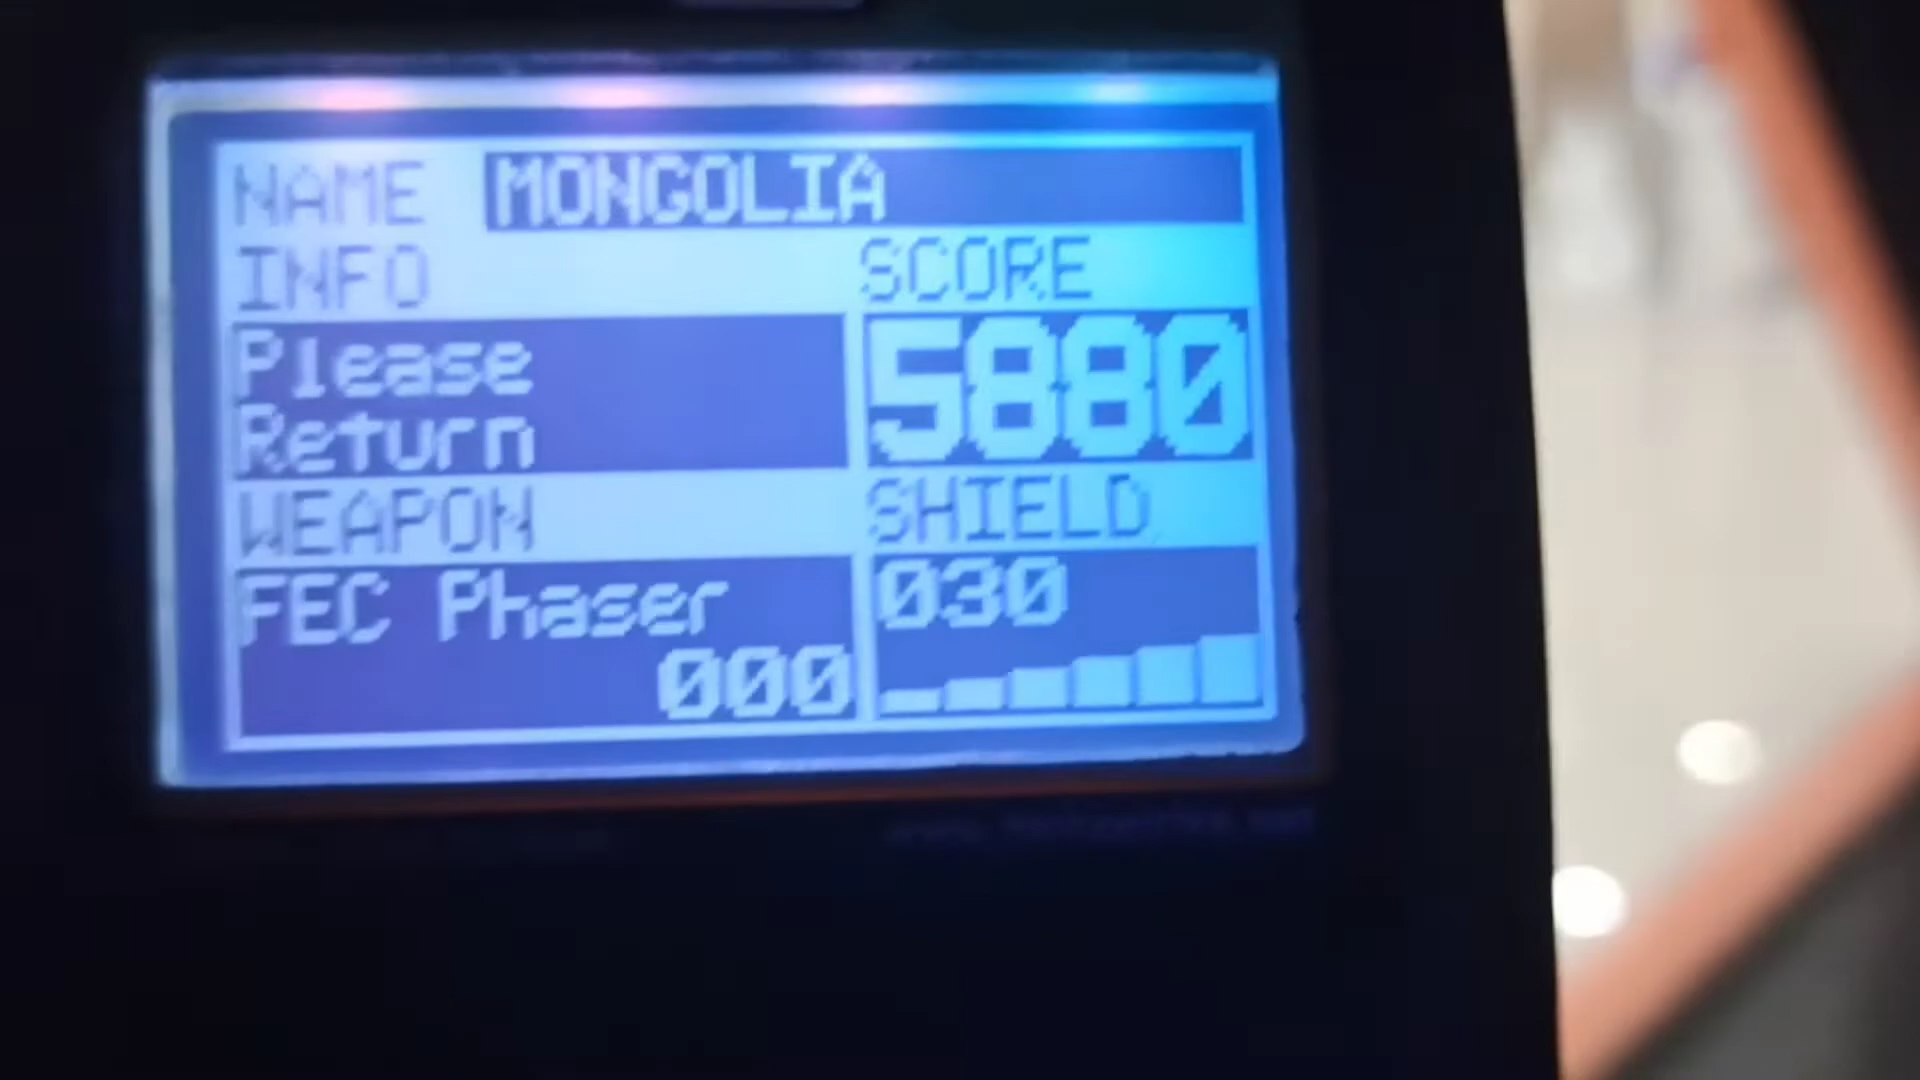 NAME MONGOLIA
INFO SCORE
Please
Return
5880
WEAPON SHIELD
FEC Phaser 030
000